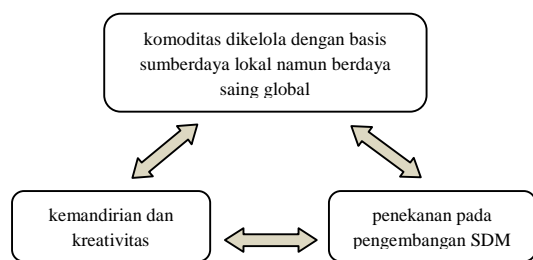 komoditas dikelola dengan basis
sumberdaya lokal namun berdaya
saing global
kemandirian dan
kreativitas
penekanan pada
pengembangan SDM